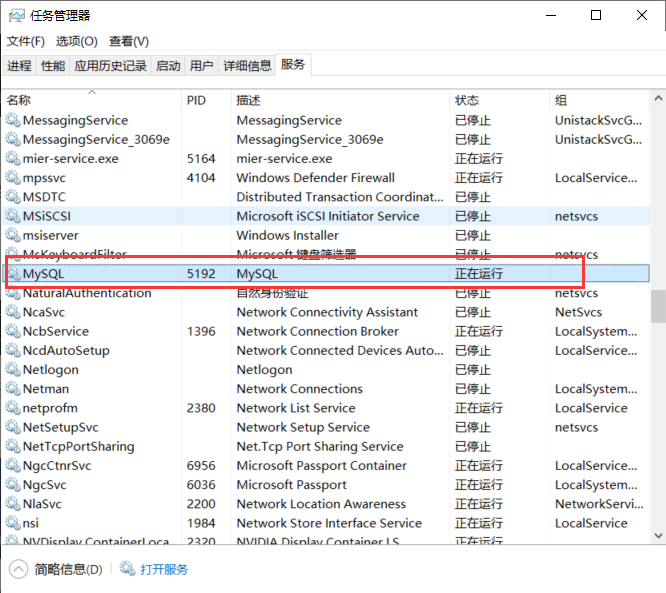 任务管理器
文件(F) 选项(O) 查看(V)
进程 性能 应用历史记录 启动 用户 详细信息 服务
名称 PID 描述 状态 组
MessagingService MessagingService 已停止 UnistackSvcG...
MessagingService_3069e MessagingService_3069e 已停止 UnistackSvcG...
mier-service.exe 5164 mier-service.exe 正在运行
mpssvc 4104 Windows Defender Firewall 正在运行 LocalService...
MSDTC Distributed Transaction Coordinat... 已停止
MSiSCSI Microsoft iSCSI Initiator Service 已停止 netsvcs
msiserver Windows Installer 已停止
MsKeyboardFilter Microsoft 键盘筛选器 已停止 netsvcs
MySQL 5192 MySQL 正在运行
NaturalAuthentication 自然身份验证 已停止 netsvcs
NcaSvc Network Connectivity Assistant 已停止 NetSvcs
NcbService 1396 Network Connection Broker 正在运行 LocalSystem...
NcdAutoSetup Network Connected Devices Auto... 已停止 LocalService...
Netlogon Netlogon 已停止
Netman Network Connections 已停止 LocalSystem...
netprofm 2380 Network List Service 正在运行 LocalService
NetSetupSvc Network Setup Service 已停止 netsvcs
NetTcpPortSharing Net.Tcp Port Sharing Service 已停止
NgcCtnrSvc 6956 Microsoft Passport Container 正在运行 LocalService...
NgcSvc 6036 Microsoft Passport 正在运行 LocalSystem...
NlaSvc 2200 Network Location Awareness 正在运行 NetworkServi...
nsi 1984 Network Store Interface Service 正在运行 LocalService
NVDisplay.ContainerLoca... 2320 NVIDIA Display Container LS 正在运行
简略信息(D) 打开服务